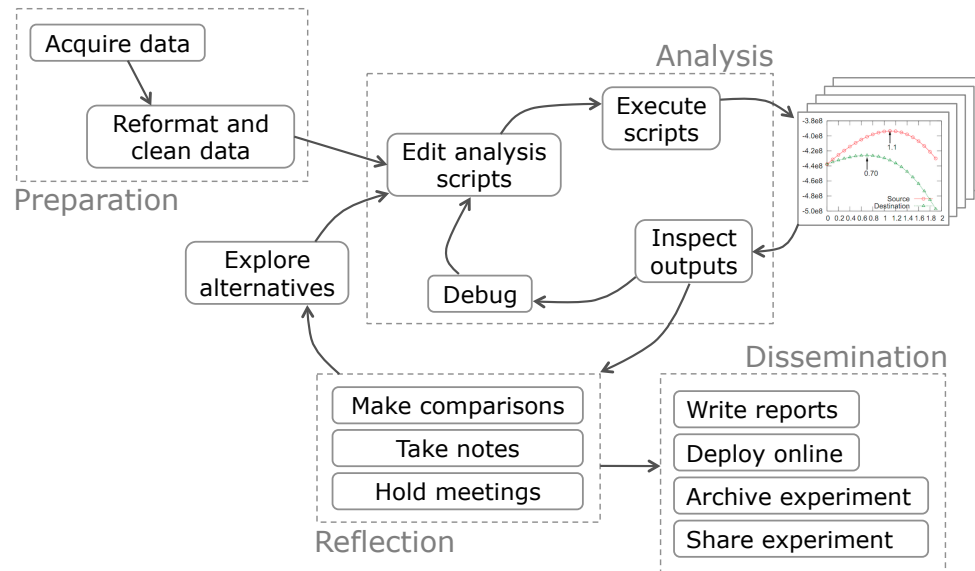 Acquire data
Reformat and
clean data
Preparation
Analysis
Edit analysis
scripts
Execute
scripts
-3.8e8
-4.0e8
-4.2e8
-4.4e8
-4.6e8
-4.8e8
-5.0e8
1.1
0.70
Source
Destination
0 0.2 0.4 0.6 0.8 1 1.2 1.4 1.6 1.8 2
Inspect
outputs
Debug
Explore
alternatives
Make comparisons
Take notes
Hold meetings
Reflection
Dissemination
Write reports
Deploy online
Archive experiment
Share experiment